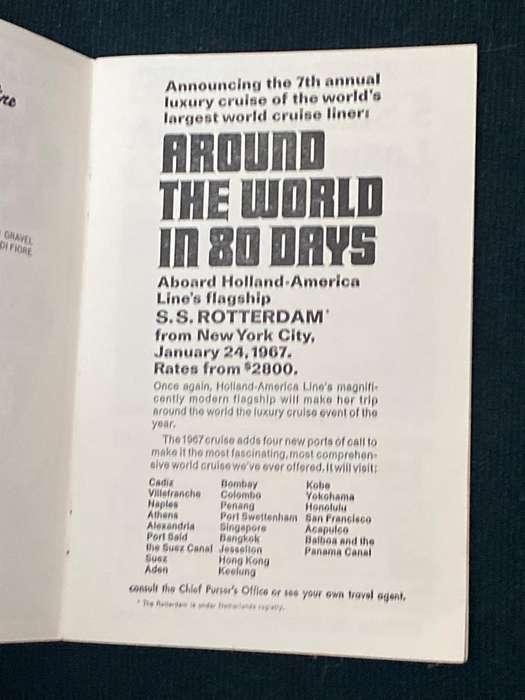 GRAVEL
DI FIORE
Announcing the 7th annual
luxury cruise of the world's
largest world cruise liner:
AROUND
THE WORLD
IN 80 DAYS
Aboard Holland-America
Line's flagship
S.S. ROTTERDAM*
from New York City,
January 24, 1967.
Rates from $2800.
Once again, Holland-America Line's magnifi-
cently modern flagship will make her trip
around the world the luxury cruise event of the
year.
The 1967 cruise adds four new ports of call to
make it the most fascinating, most comprehen-
sive world cruise we've ever offered. It will visit:
Cadiz
Villefranche
Naples
Athens
Alexandria
Port Said
the Suez Canal
Suez
Aden
Bombay
Colombo
Penang
Port Swettenham
Singapore
Bangkok
Jesselton
Hong Kong
Keelung
Kobe
Yokohama
Honolulu
San Francisco
Acapulco
Balboa and the
Panama Canal
consult the Chief Purser's Office or see your own travel agent.
* The Rotterdam is under Netherlands registry.